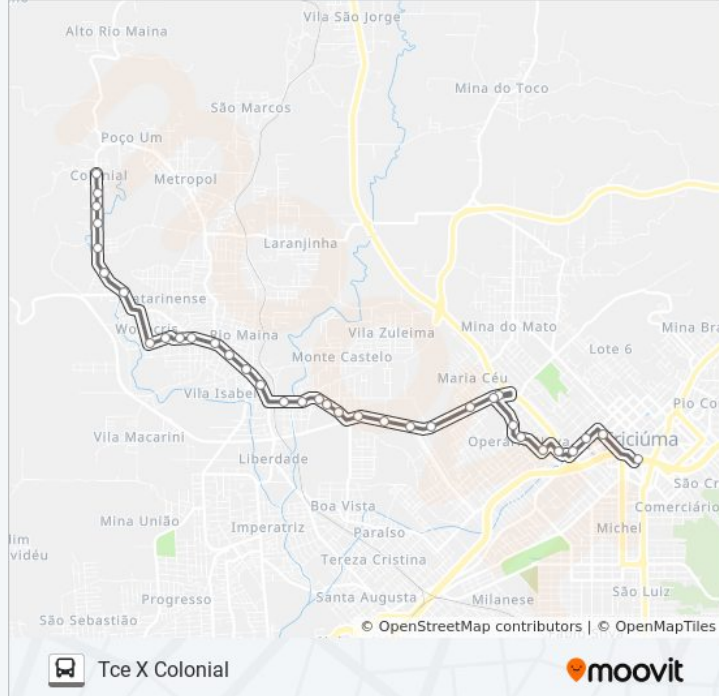 Vila São Jorge
Alto Rio Maina
Mina do Toco
São Marcos
Poço Um
Colonial
Metropol
Laranjinha
Catarinense
Mina do Mato
Mina Bra
Vila Zuleima
Rio Maina
Lote 6
Monte Castelo
Maria Céu
Vila Isabel
Pio Co
Vila Macarini
Criciúma
Liberdade
São Cr
Boa Vista
Comerciário
Mina União
Imperatriz
Michel
Paraíso
lim
vidéu
Tereza Cristina
Progresso
Santa Augusta
Milanese
São Luiz
São Sebastião
© OpenStreetMap contributors | © OpenMapTiles
Tce X Colonial
moovit